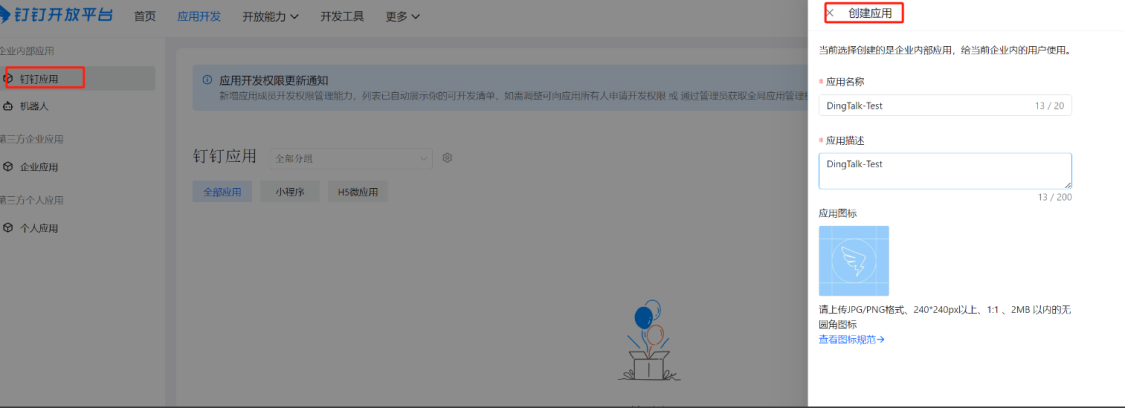 钉钉开放平台 首页 应用开发 开放能力 开发工具 更多
企业内部应用
钉钉应用
机器人
第三方企业应用
企业应用
第三方个人应用
个人应用
应用开发权限更新通知
新增应用成员开发权限管理能力，列表已自动展示你的可开发清单，如需调整可向应用所有人申请开发权限 或 通过管理员获取全局应用管理
钉钉应用 全部分组
全部应用 小程序 H5微应用
× 创建应用
当前选择创建的是企业内部应用，给当前企业内的用户使用。
* 应用名称
DingTalk-Test 13 / 20
* 应用描述
DingTalk-Test
13 / 200
应用图标
请上传JPG/PNG格式、240*240px以上、1:1 、2MB 以内的无
圆角图标
查看图标规范→